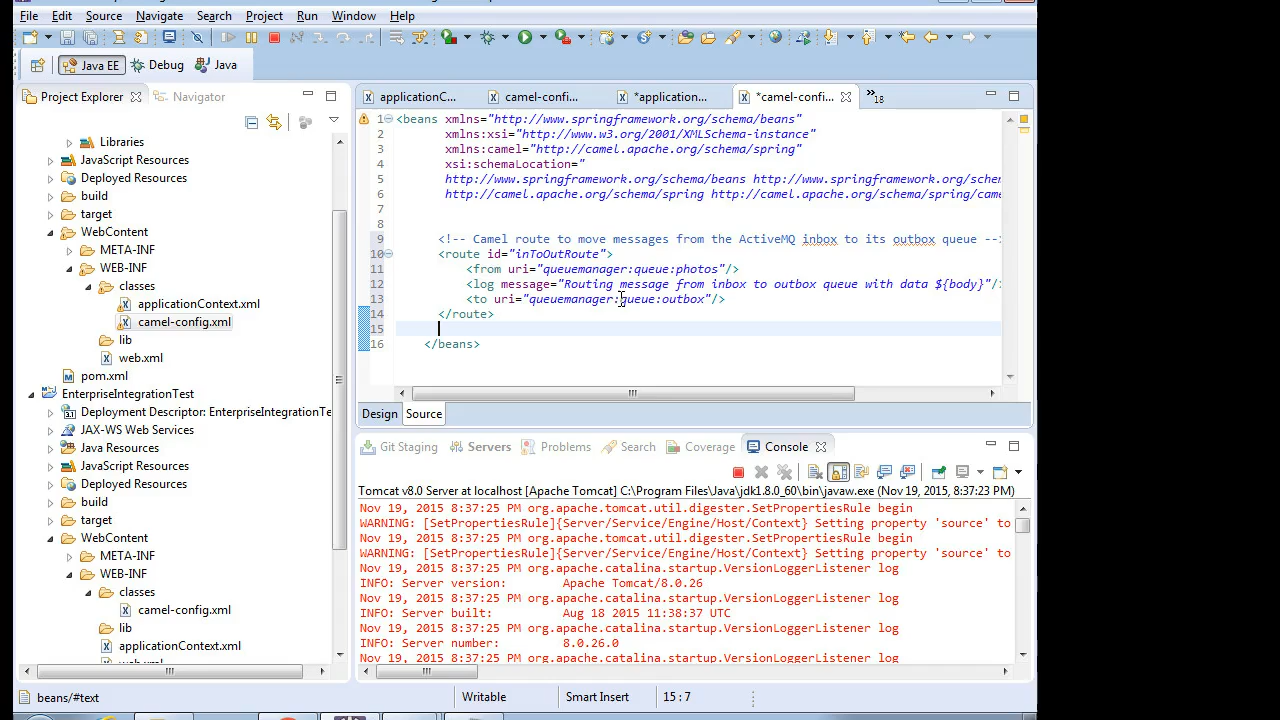 File Edit Source Navigate Search Project Run Window Help
Java EE Debug Java
Project Explorer Navigator
Libraries
JavaScript Resources
Deployed Resources
build
target
WebContent
META-INF
WEB-INF
classes
applicationContext.xml
camel-config.xml
lib
web.xml
pom.xml
EnterpriseIntegrationTest
Deployment Descriptor: EnterpriseIntegrationTe
JAX-WS Web Services
Java Resources
JavaScript Resources
Deployed Resources
build
target
WebContent
META-INF
WEB-INF
classes
camel-config.xml
lib
applicationContext.xml
applicationC... camel-confi... *application... *camel-confi... »18
1 <beans xmlns="http://www.springframework.org/schema/beans"
2 xmlns:xsi="http://www.w3.org/2001/XMLSchema-instance"
3 xmlns:camel="http://camel.apache.org/schema/spring"
4 xsi:schemaLocation="
5 http://www.springframework.org/schema/beans http://www.springframework.org/schem
6 http://camel.apache.org/schema/spring http://camel.apache.org/schema/spring/came
7
8
9 <!-- Camel route to move messages from the ActiveMQ inbox to its outbox queue -->
10 <route id="inToOutRoute">
11 <from uri="queuemanager:queue:photos"/>
12 <log message="Routing message from inbox to outbox queue with data ${body}"/
13 <to uri="queuemanager:queue:outbox"/>
14 </route>
15
16 </beans>
Design Source
Git Staging Servers Problems Search Coverage Console
Tomcat v8.0 Server at localhost [Apache Tomcat] C:\Program Files\Java\jdk1.8.0_60\bin\javaw.exe (Nov 19, 2015, 8:37:23 PM)
Nov 19, 2015 8:37:25 PM org.apache.tomcat.util.digester.SetPropertiesRule begin
WARNING: [SetPropertiesRule]{Server/Service/Engine/Host/Context} Setting property 'source' to
Nov 19, 2015 8:37:25 PM org.apache.tomcat.util.digester.SetPropertiesRule begin
WARNING: [SetPropertiesRule]{Server/Service/Engine/Host/Context} Setting property 'source' to
Nov 19, 2015 8:37:25 PM org.apache.catalina.startup.VersionLoggerListener log
INFO: Server version: Apache Tomcat/8.0.26
Nov 19, 2015 8:37:25 PM org.apache.catalina.startup.VersionLoggerListener log
INFO: Server built: Aug 18 2015 11:38:37 UTC
Nov 19, 2015 8:37:25 PM org.apache.catalina.startup.VersionLoggerListener log
INFO: Server number: 8.0.26.0
Nov 19, 2015 8:37:25 PM org.apache.catalina.startup.VersionLoggerListener log
beans/#text Writable Smart Insert 15:7